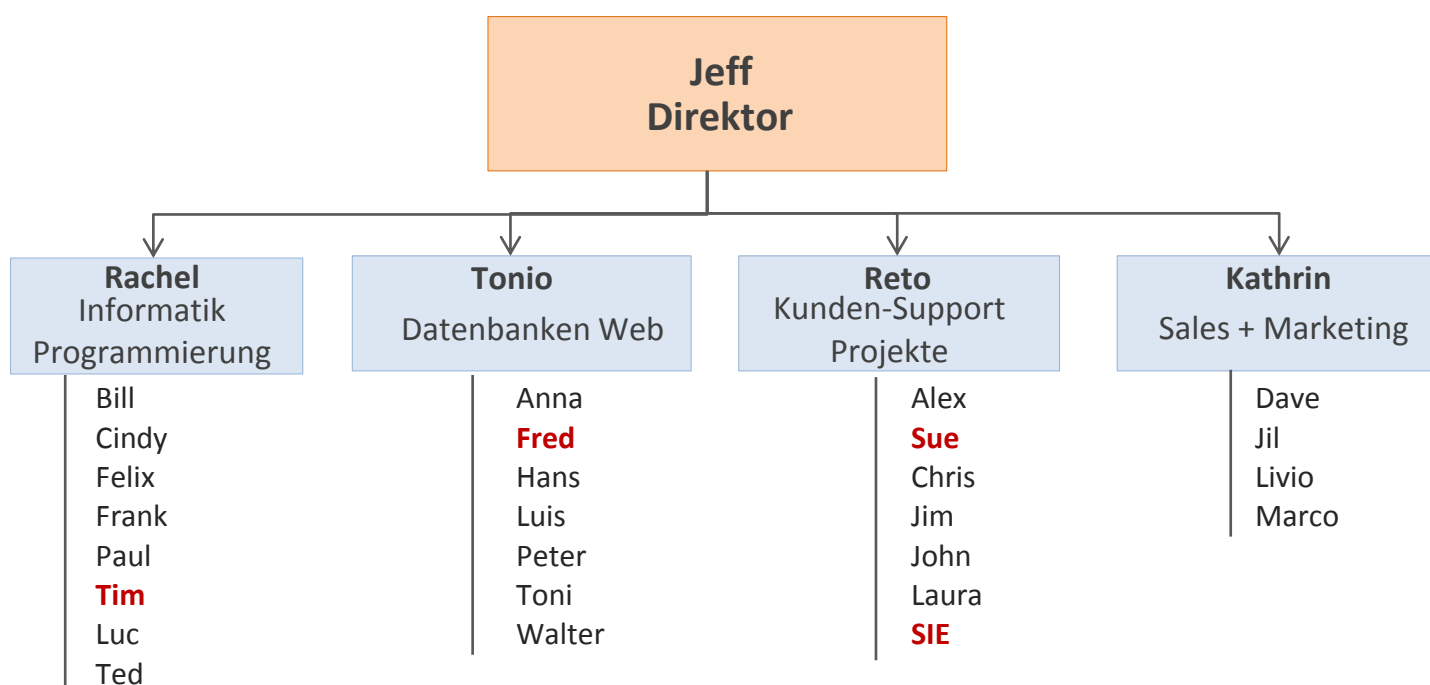 Jeff
Direktor
Rachel
Informatik
Programmierung
Bill
Cindy
Felix
Frank
Paul
Tim
Luc
Ted
Tonio
Datenbanken Web
Anna
Fred
Hans
Luis
Peter
Toni
Walter
Reto
Kunden-Support
Projekte
Alex
Sue
Chris
Jim
John
Laura
SIE
Kathrin
Sales + Marketing
Dave
Jil
Livio
Marco